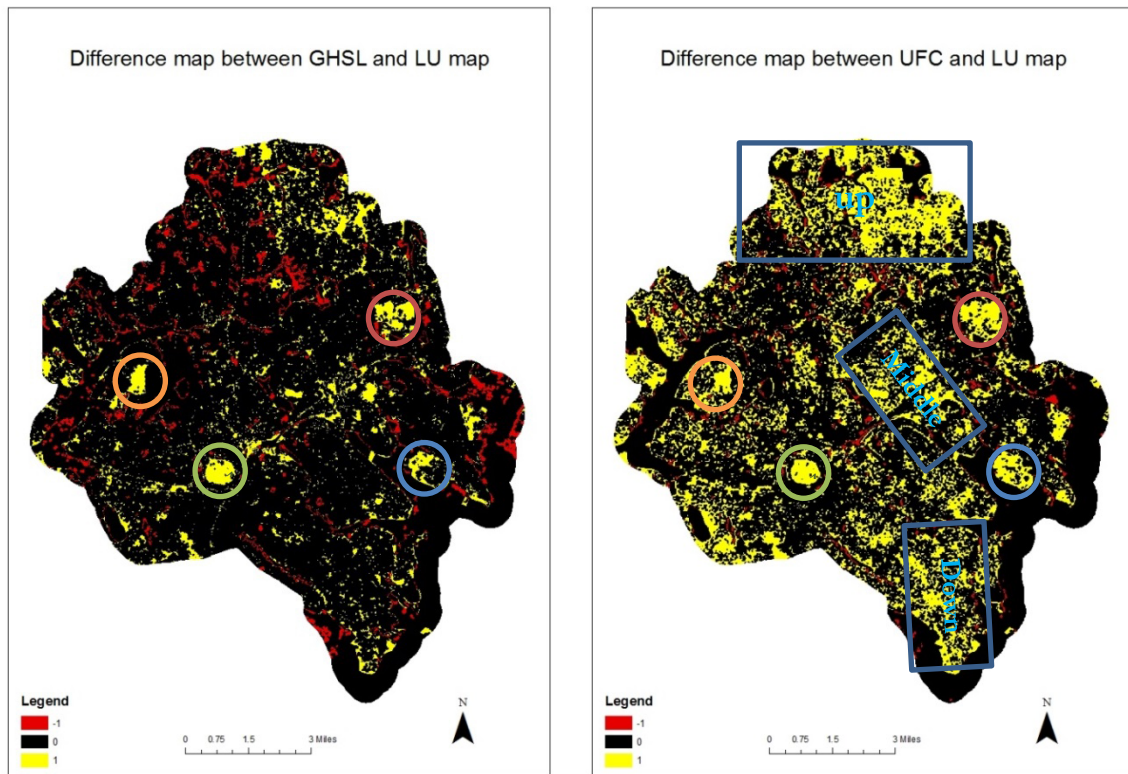 Difference map between GHSL and LU map
Legend
-1
0
1
0 0.75 1.5 3 Miles
N
Difference map between UFC and LU map
up
Middle
Down
Legend
-1
0
1
0 0.75 1.5 3 Miles
N